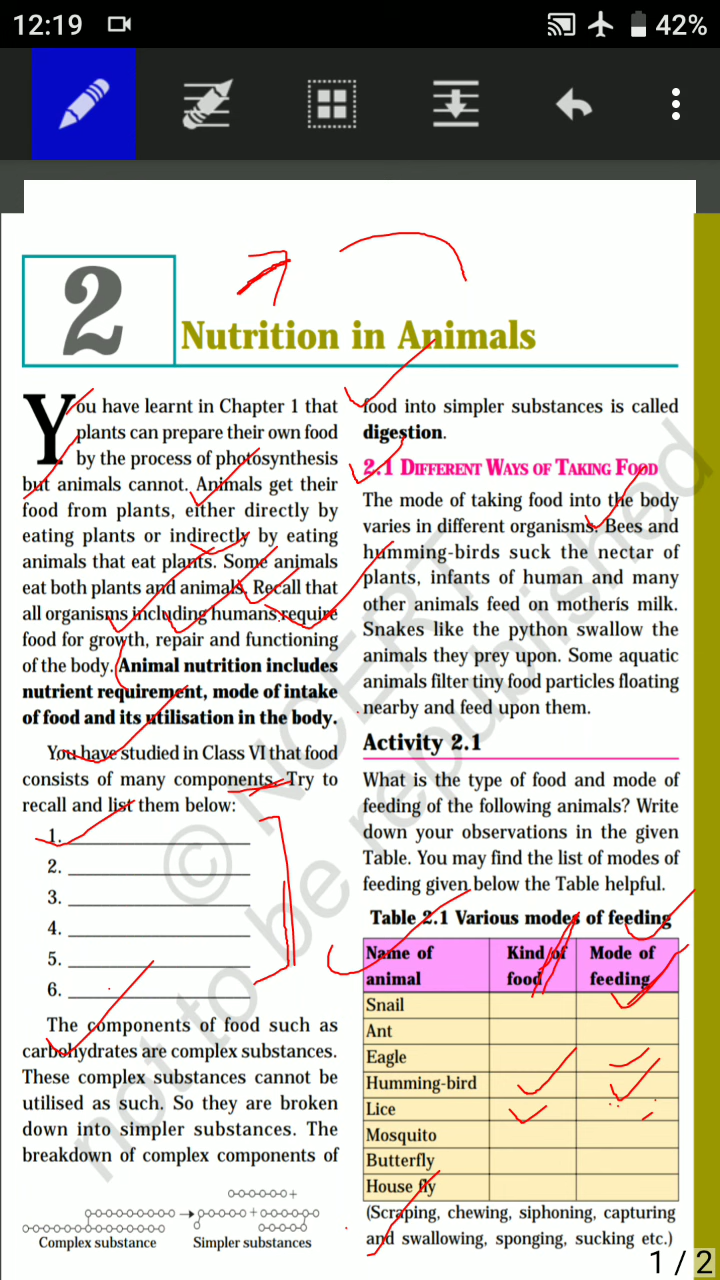 12:19
42%
2
Nutrition in Animals
You have learnt in Chapter 1 that
plants can prepare their own food
by the process of photosynthesis
but animals cannot. Animals get their
food from plants, either directly by
eating plants or indirectly by eating
animals that eat plants. Some animals
eat both plants and animals. Recall that
all organisms including humans require
food for growth, repair and functioning
of the body. Animal nutrition includes
nutrient requirement, mode of intake
of food and its utilisation in the body.
You have studied in Class VI that food
consists of many components. Try to
recall and list them below:
1.
2.
3.
4.
5.
6.
The components of food such as
carbohydrates are complex substances.
These complex substances cannot be
utilised as such. So they are broken
down into simpler substances. The
breakdown of complex components of
Complex substance
Simpler substances
food into simpler substances is called
digestion.
2.1 DIFFERENT WAYS OF TAKING FOOD
The mode of taking food into the body
varies in different organisms. Bees and
humming-birds suck the nectar of
plants, infants of human and many
other animals feed on motherís milk.
Snakes like the python swallow the
animals they prey upon. Some aquatic
animals filter tiny food particles floating
nearby and feed upon them.
Activity 2.1
What is the type of food and mode of
feeding of the following animals? Write
down your observations in the given
Table. You may find the list of modes of
feeding given below the Table helpful.
Table 2.1 Various modes of feeding
Name of animal
Kind of food
Mode of feeding
Snail
Ant
Eagle
Humming-bird
Lice
Mosquito
Butterfly
House fly
(Scraping, chewing, siphoning, capturing
and swallowing, sponging, sucking etc.)
© NCERT
not to be republished
1 / 2